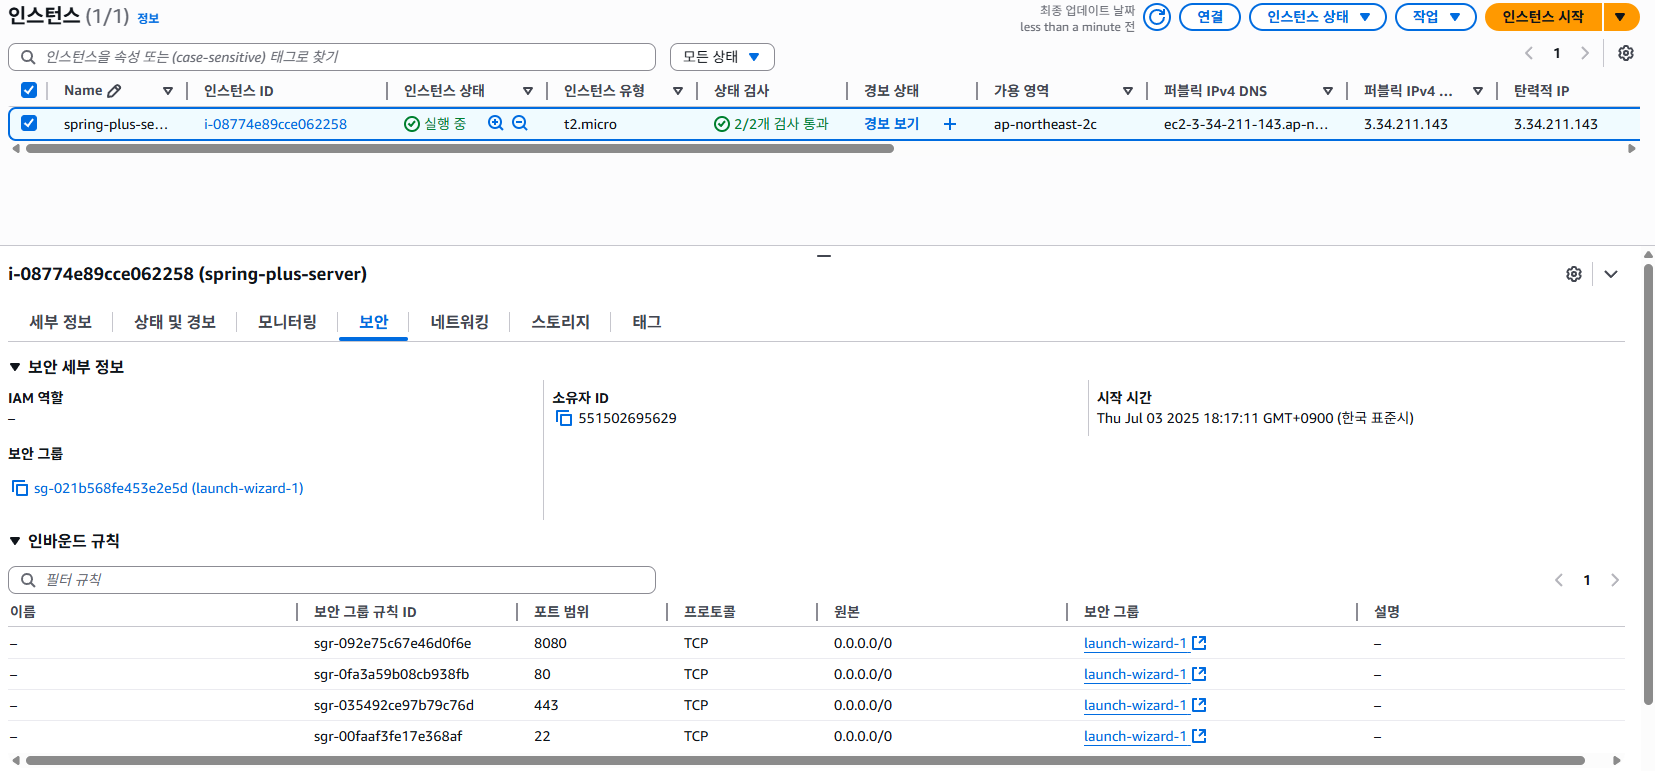 인스턴스 (1/1) 정보
최종 업데이트 날짜
less than a minute 전
연결
인스턴스 상태
작업
인스턴스 시작
인스턴스을 속성 또는 (case-sensitive) 태그로 찾기
모든 상태
1
Name 인스턴스 ID 인스턴스 상태 인스턴스 유형 상태 검사 경보 상태 가용 영역 퍼블릭 IPv4 DNS 퍼블릭 IPv4 ... 탄력적 IP
spring-plus-se... i-08774e89cce062258 실행 중 t2.micro 2/2개 검사 통과 경보 보기 + ap-northeast-2c ec2-3-34-211-143.ap-n... 3.34.211.143 3.34.211.143
i-08774e89cce062258 (spring-plus-server)
세부 정보 상태 및 경보 모니터링 보안 네트워킹 스토리지 태그
보안 세부 정보
IAM 역할
–
소유자 ID
551502695629
시작 시간
Thu Jul 03 2025 18:17:11 GMT+0900 (한국 표준시)
보안 그룹
sg-021b568fe453e2e5d (launch-wizard-1)
인바운드 규칙
필터 규칙
1
이름 보안 그룹 규칙 ID 포트 범위 프로토콜 원본 보안 그룹 설명
– sgr-092e75c67e46d0f6e 8080 TCP 0.0.0.0/0 launch-wizard-1 –
– sgr-0fa3a59b08cb938fb 80 TCP 0.0.0.0/0 launch-wizard-1 –
– sgr-035492ce97b79c76d 443 TCP 0.0.0.0/0 launch-wizard-1 –
– sgr-00faaf3fe17e368af 22 TCP 0.0.0.0/0 launch-wizard-1 –